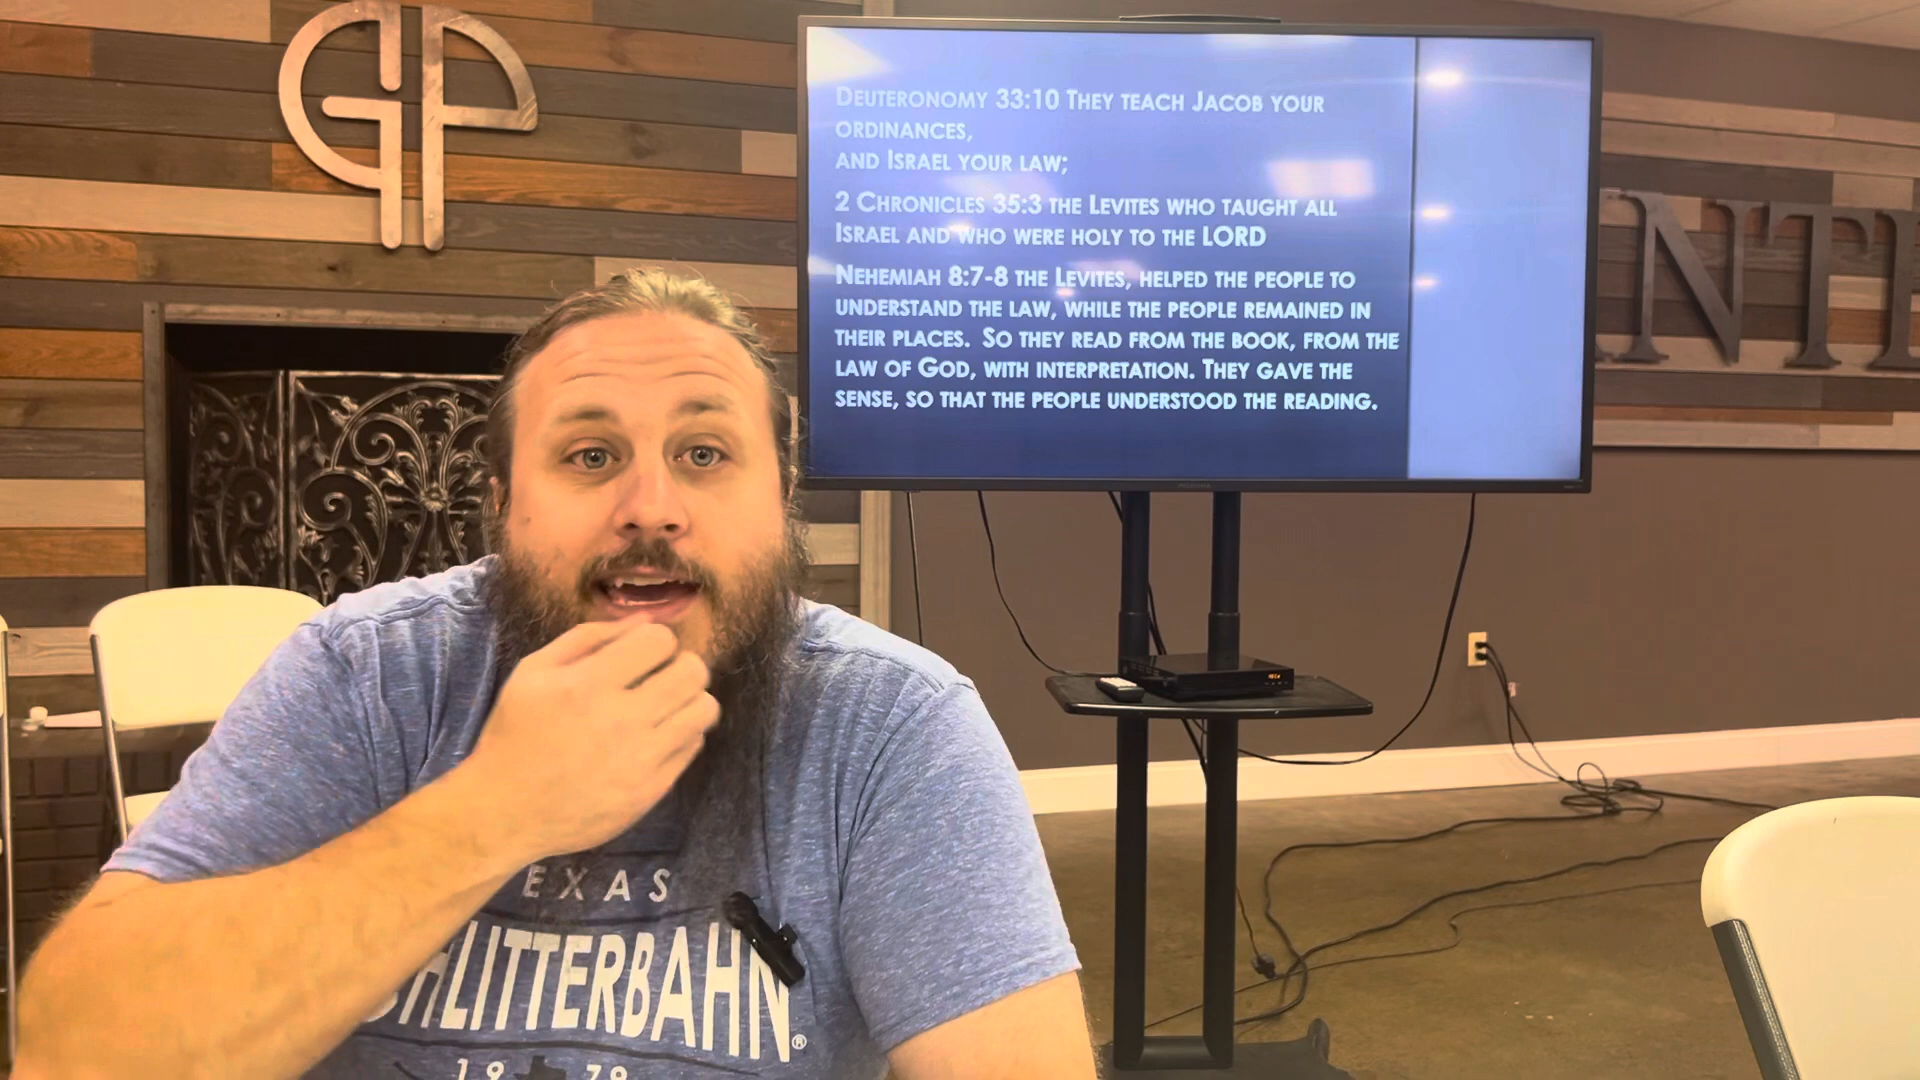 GP
DEUTERONOMY 33:10 THEY TEACH JACOB YOUR
ORDINANCES,
AND ISRAEL YOUR LAW;
2 CHRONICLES 35:3 THE LEVITES WHO TAUGHT ALL
ISRAEL AND WHO WERE HOLY TO THE LORD
NEHEMIAH 8:7-8 THE LEVITES, HELPED THE PEOPLE TO
UNDERSTAND THE LAW, WHILE THE PEOPLE REMAINED IN
THEIR PLACES. SO THEY READ FROM THE BOOK, FROM THE
LAW OF GOD, WITH INTERPRETATION. THEY GAVE THE
SENSE, SO THAT THE PEOPLE UNDERSTOOD THE READING.
INSIGNIA
TEXAS
SCHLITTERBAHN®
1979